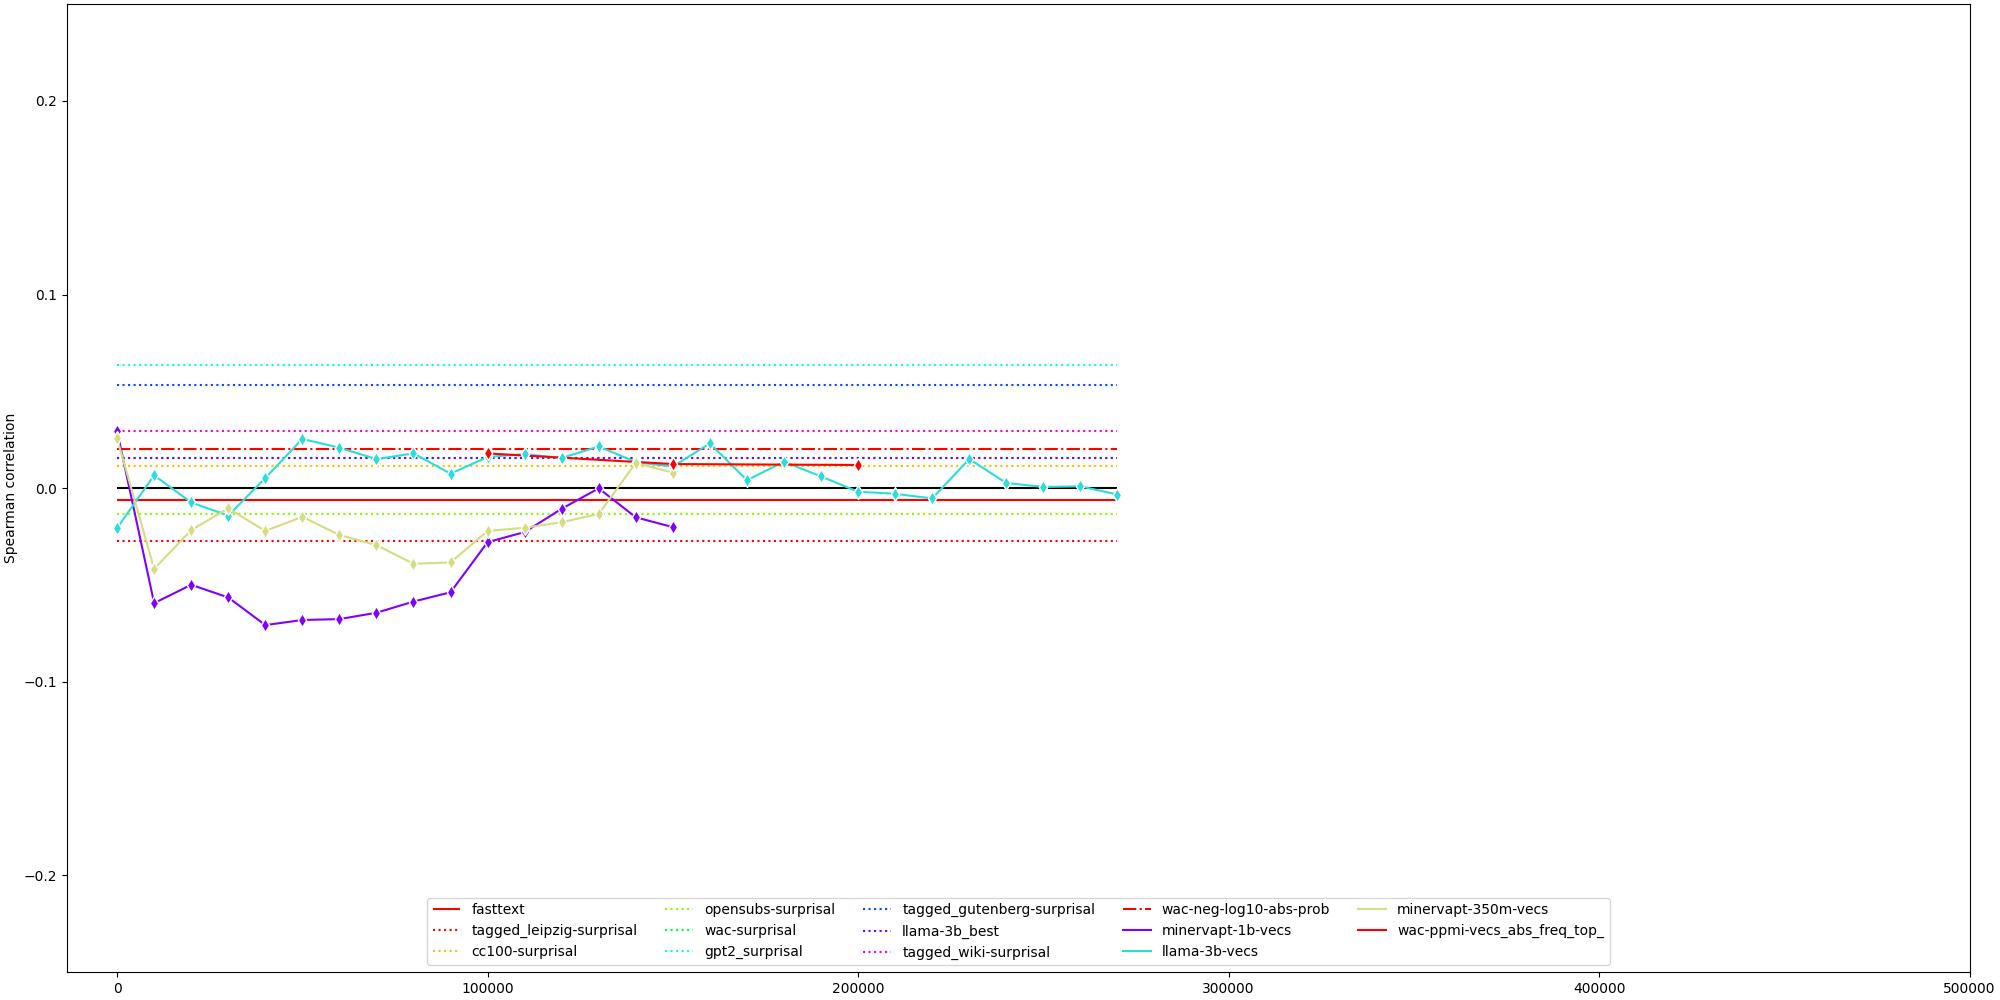 0.2
0.1
0.0
−0.1
−0.2
Spearman correlation
fasttext
tagged_leipzig-surprisal
cc100-surprisal
opensubs-surprisal
wac-surprisal
gpt2_surprisal
tagged_gutenberg-surprisal
llama-3b_best
tagged_wiki-surprisal
wac-neg-log10-abs-prob
minervapt-1b-vecs
llama-3b-vecs
minervapt-350m-vecs
wac-ppmi-vecs_abs_freq_top_
0 100000 200000 300000 400000 500000